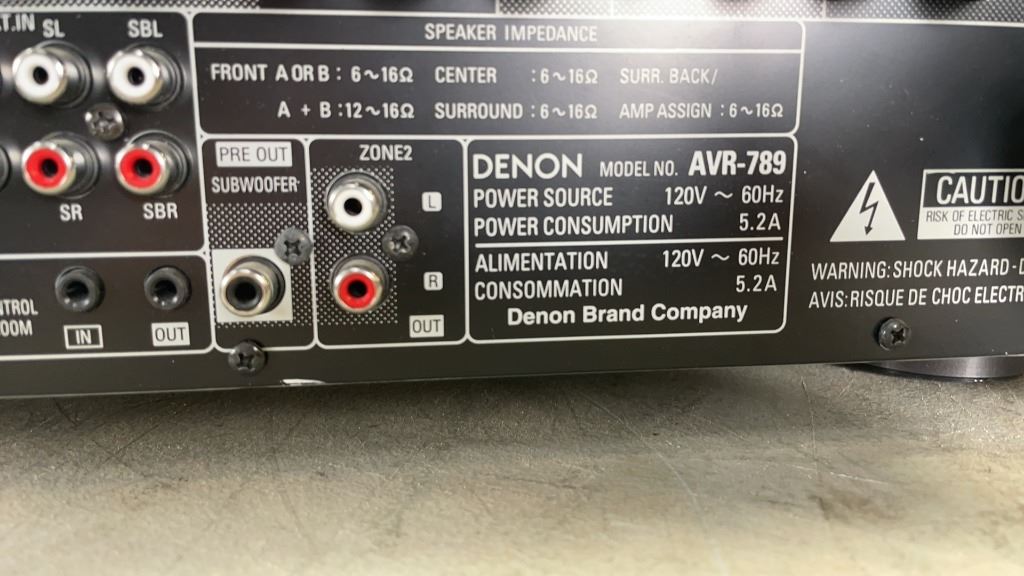 SL
SBL
SR
SBR
IN
OUT
SPEAKER IMPEDANCE
FRONT A OR B : 6~16Ω CENTER : 6~16Ω SURR. BACK/
A + B : 12~16Ω SURROUND : 6~16Ω AMP ASSIGN : 6~16Ω
PRE OUT
SUBWOOFER
ZONE2
L
R
OUT
DENON MODEL NO. AVR-789
POWER SOURCE 120V ~ 60Hz
POWER CONSUMPTION 5.2A
ALIMENTATION 120V ~ 60Hz
CONSOMMATION 5.2A
Denon Brand Company
RISK OF ELECTRIC
DO NOT OPEN
WARNING: SHOCK HAZARD -
AVIS: RISQUE DE CHOC